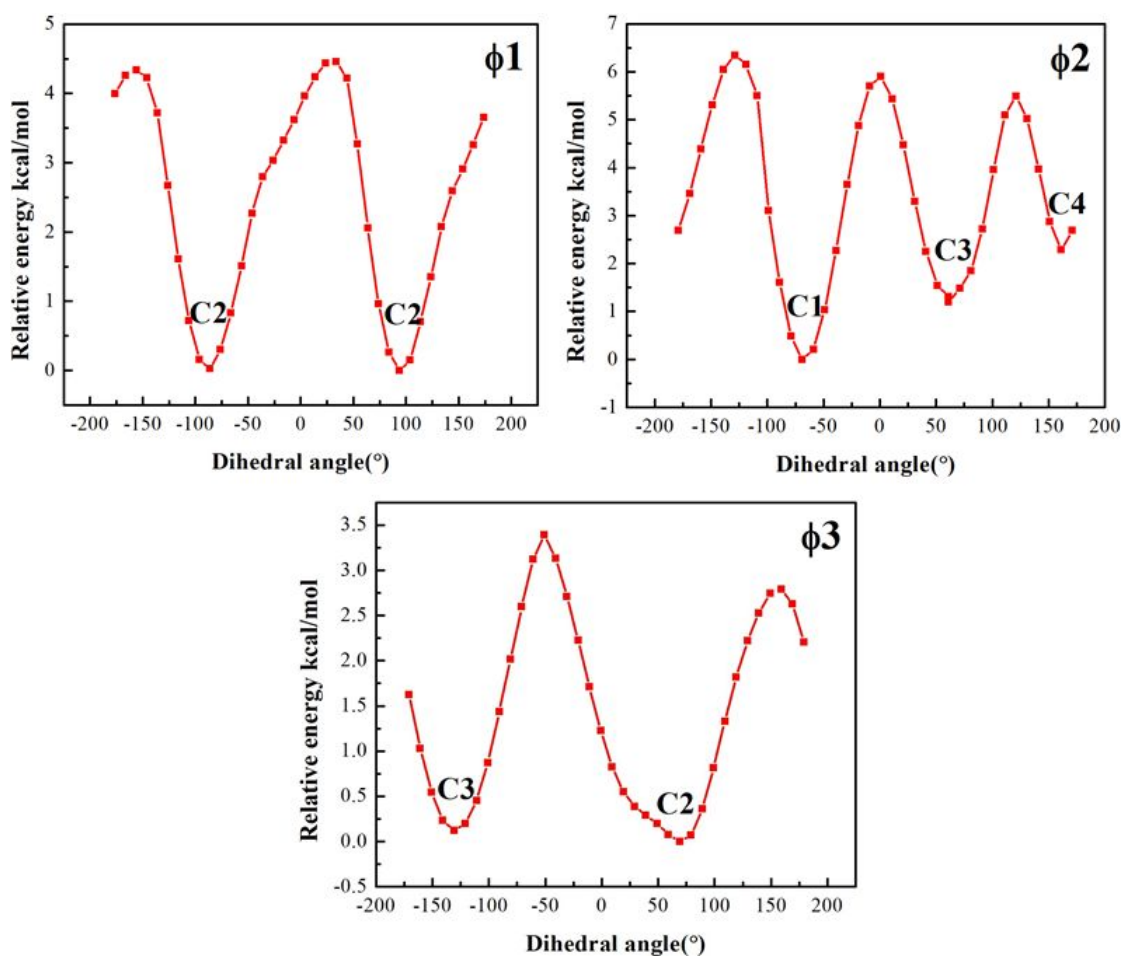 ϕ1
Relative energy kcal/mol
5
4
3
2
1
0
C2
C2
-200 -150 -100 -50 0 50 100 150 200
Dihedral angle(°)
ϕ2
Relative energy kcal/mol
7
6
5
4
3
2
1
0
-1
C1
C3
C4
-200 -150 -100 -50 0 50 100 150 200
Dihedral angle(°)
ϕ3
Relative energy kcal/mol
3.5
3.0
2.5
2.0
1.5
1.0
0.5
0.0
-0.5
C3
C2
-200 -150 -100 -50 0 50 100 150 200
Dihedral angle(°)